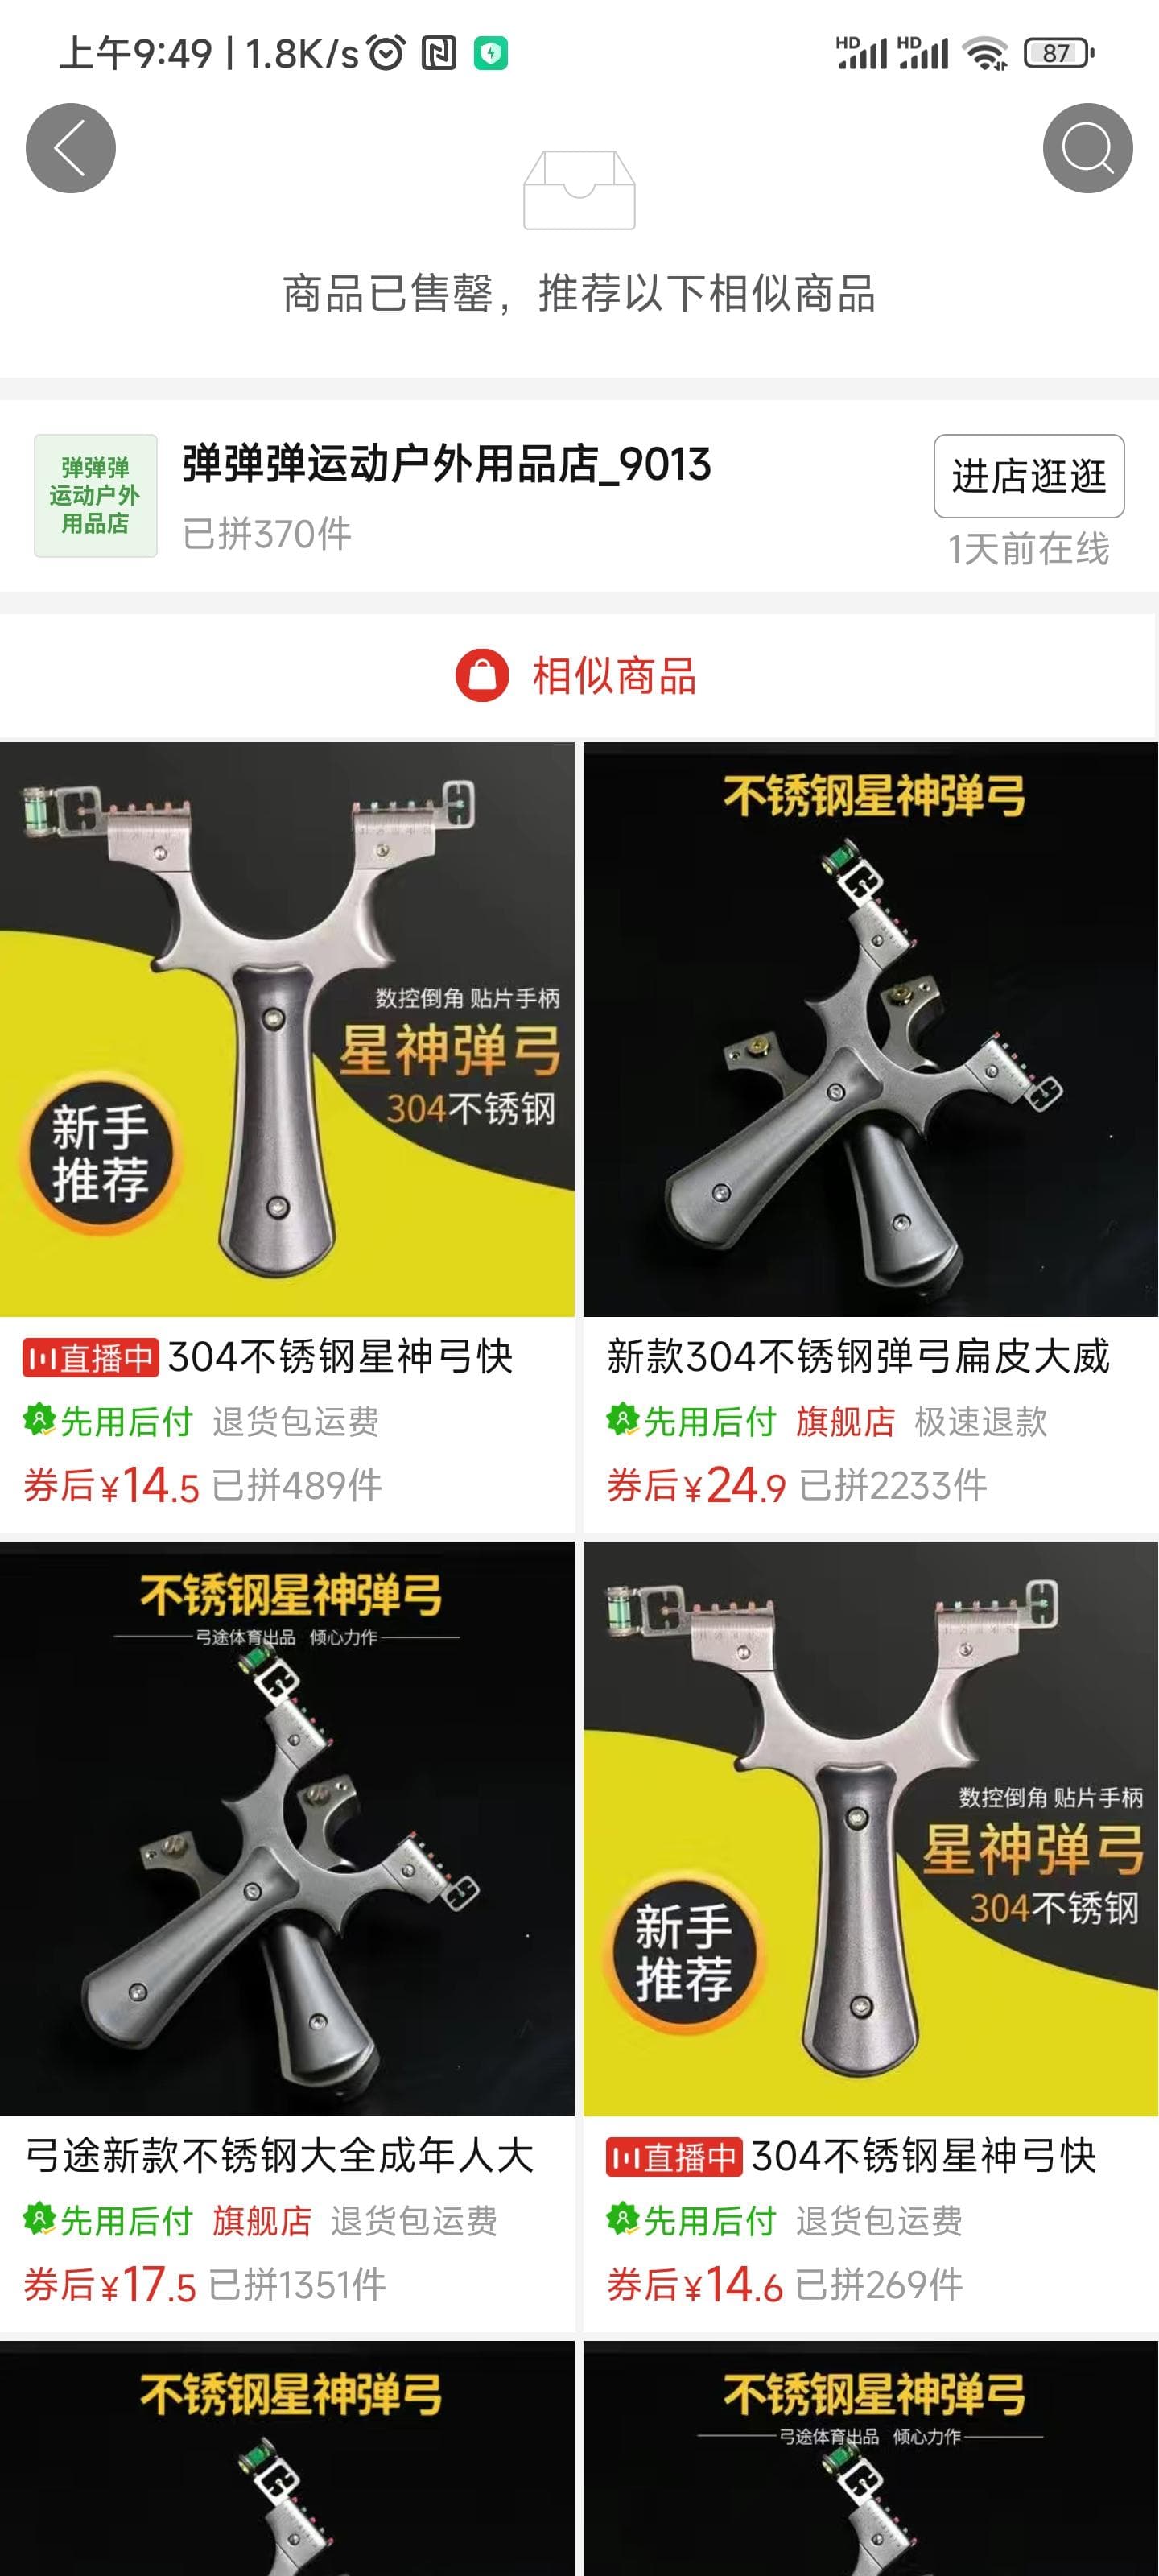 上午9:49 | 1.8K/s
HD HD 87
商品已售罄，推荐以下相似商品
弹弹弹
运动户外
用品店
弹弹弹运动户外用品店_9013
已拼370件
进店逛逛
1天前在线
相似商品
数控倒角 贴片手柄
星神弹弓
304不锈钢
新手
推荐
直播中 304不锈钢星神弓快
先用后付 退货包运费
券后¥14.5 已拼489件
不锈钢星神弹弓
新款304不锈钢弹弓扁皮大威
先用后付 旗舰店 极速退款
券后¥24.9 已拼2233件
不锈钢星神弹弓
弓途体育出品 倾心力作
弓途新款不锈钢大全成年人大
先用后付 旗舰店 退货包运费
券后¥17.5 已拼1351件
数控倒角 贴片手柄
星神弹弓
304不锈钢
新手
推荐
直播中 304不锈钢星神弓快
先用后付 退货包运费
券后¥14.6 已拼269件
不锈钢星神弹弓
不锈钢星神弹弓
弓途体育出品 倾心力作